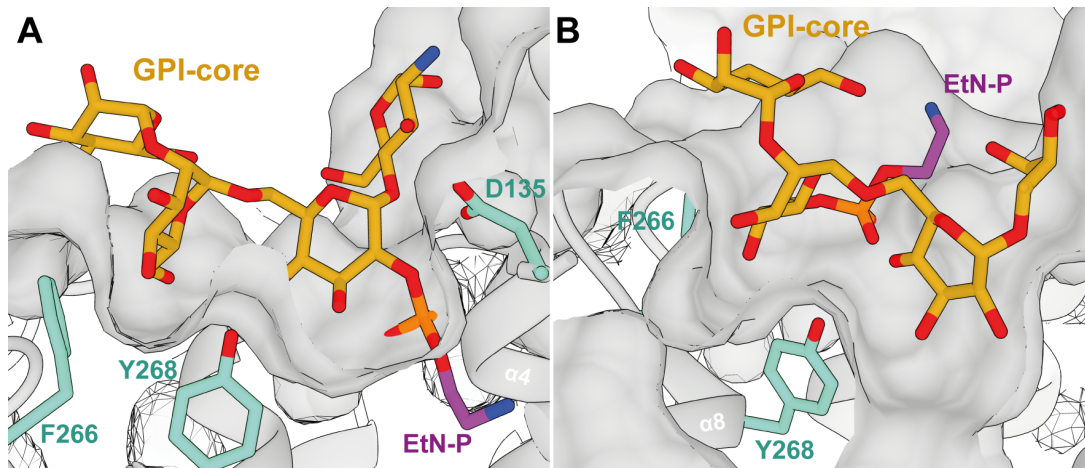 A
GPI-core
D135
Y268
α4
F266
EtN-P
B
GPI-core
EtN-P
F266
α8
Y268